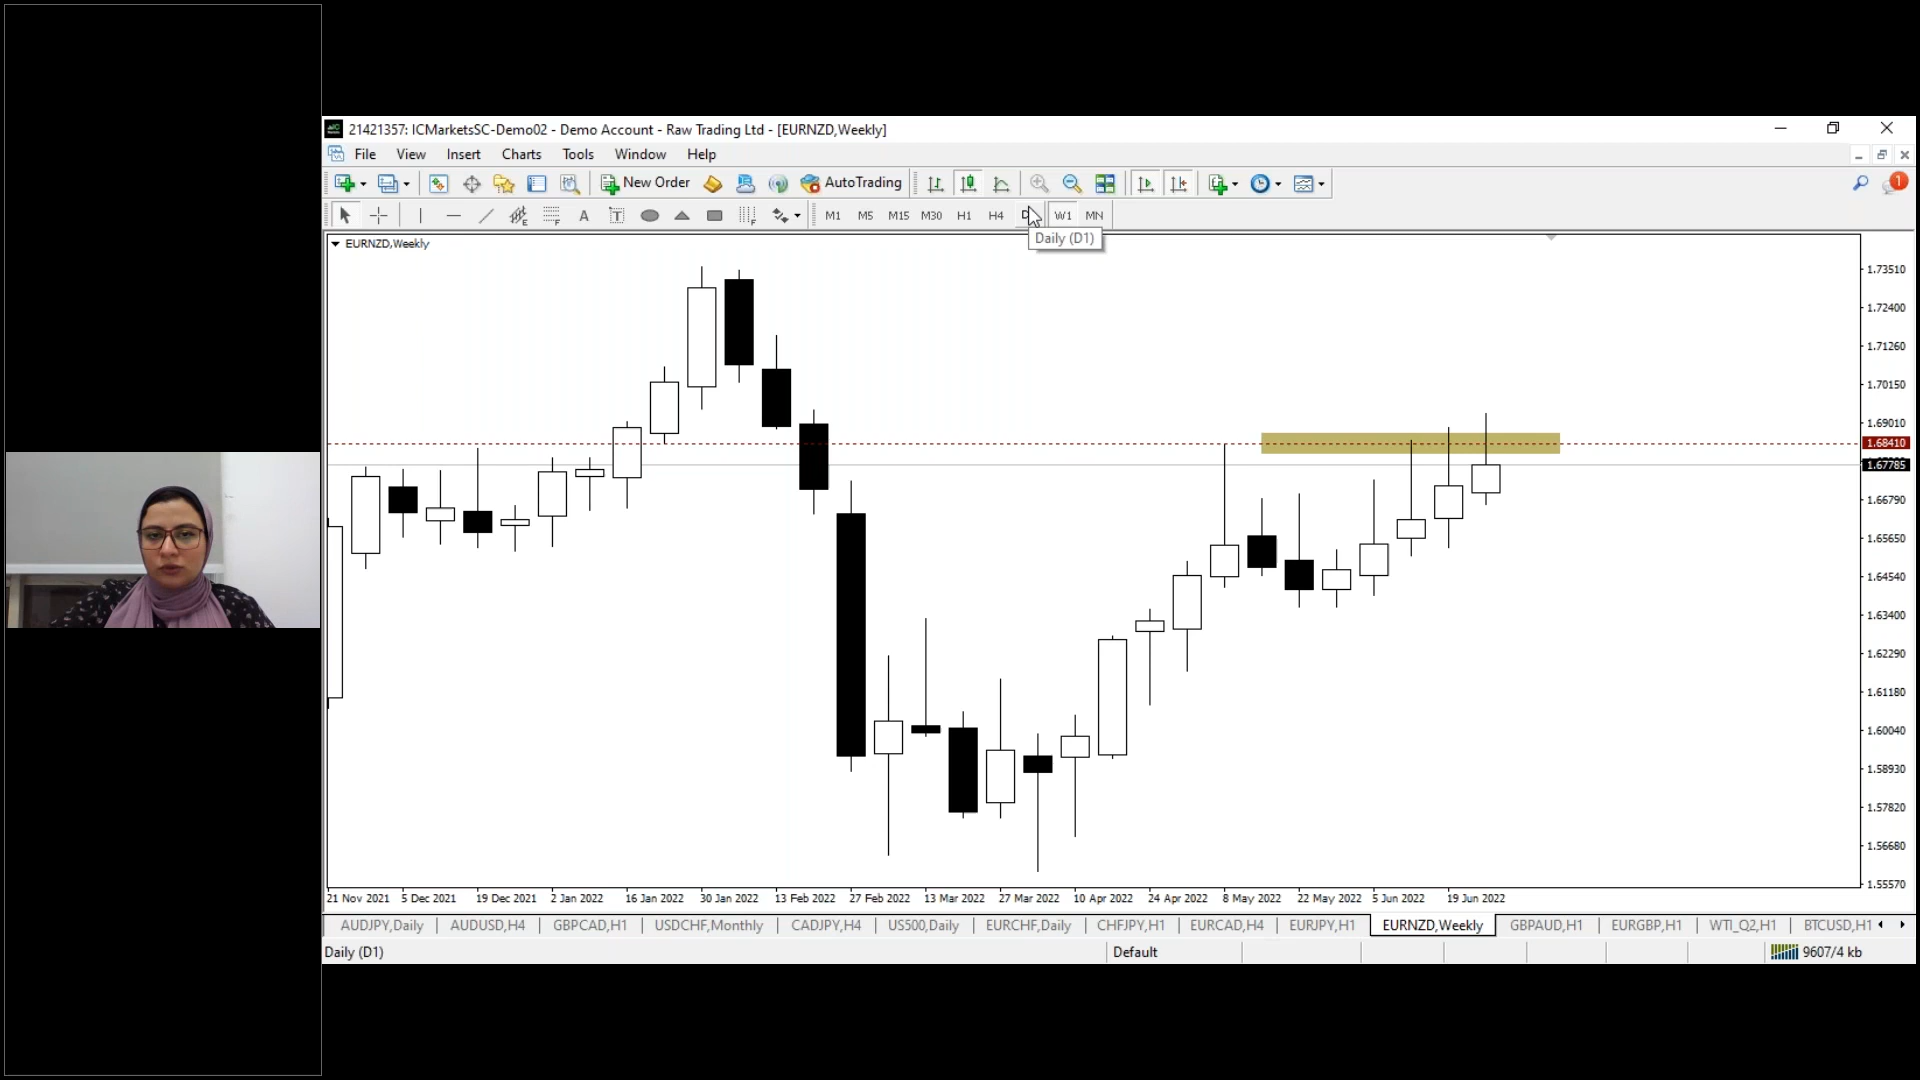 21421357: ICMarketsSC-Demo02 - Demo Account - Raw Trading Ltd - [EURNZD,Weekly]
File View Insert Charts Tools Window Help
New Order AutoTrading 1
A T M1 M5 M15 M30 H1 H4 W1 MN
Daily (D1)
EURNZD,Weekly
1.73510
1.72400
1.71260
1.70150
1.69010
1.68410
1.67785
1.66790
1.65650
1.64540
1.63400
1.62290
1.61180
1.60040
1.58930
1.57820
1.56680
1.55570
21 Nov 2021 5 Dec 2021 19 Dec 2021 2 Jan 2022 16 Jan 2022 30 Jan 2022 13 Feb 2022 27 Feb 2022 13 Mar 2022 27 Mar 2022 10 Apr 2022 24 Apr 2022 8 May 2022 22 May 2022 5 Jun 2022 19 Jun 2022
AUDJPY,Daily AUDUSD,H4 GBPCAD,H1 USDCHF,Monthly CADJPY,H4 US500,Daily EURCHF,Daily CHFJPY,H1 EURCAD,H4 EURJPY,H1 EURNZD,Weekly GBPAUD,H1 EURGBP,H1 WTI_Q2,H1 BTCUSD,H1
Daily (D1) Default 9607/4 kb